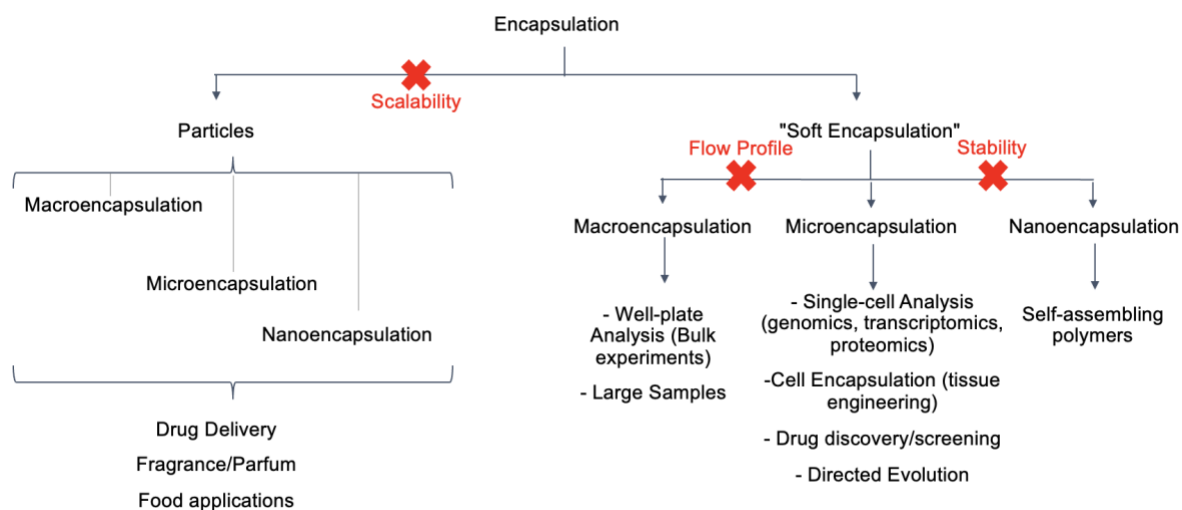 Encapsulation
Scalability
Particles
"Soft Encapsulation"
Flow Profile
Stability
Macroencapsulation
Microencapsulation
Nanoencapsulation
Macroencapsulation
Microencapsulation
Nanoencapsulation
- Well-plate
Analysis (Bulk
experiments)
- Large Samples
- Single-cell Analysis
(genomics, transcriptomics,
proteomics)
-Cell Encapsulation (tissue
engineering)
- Drug discovery/screening
- Directed Evolution
Self-assembling
polymers
Drug Delivery
Fragrance/Parfum
Food applications